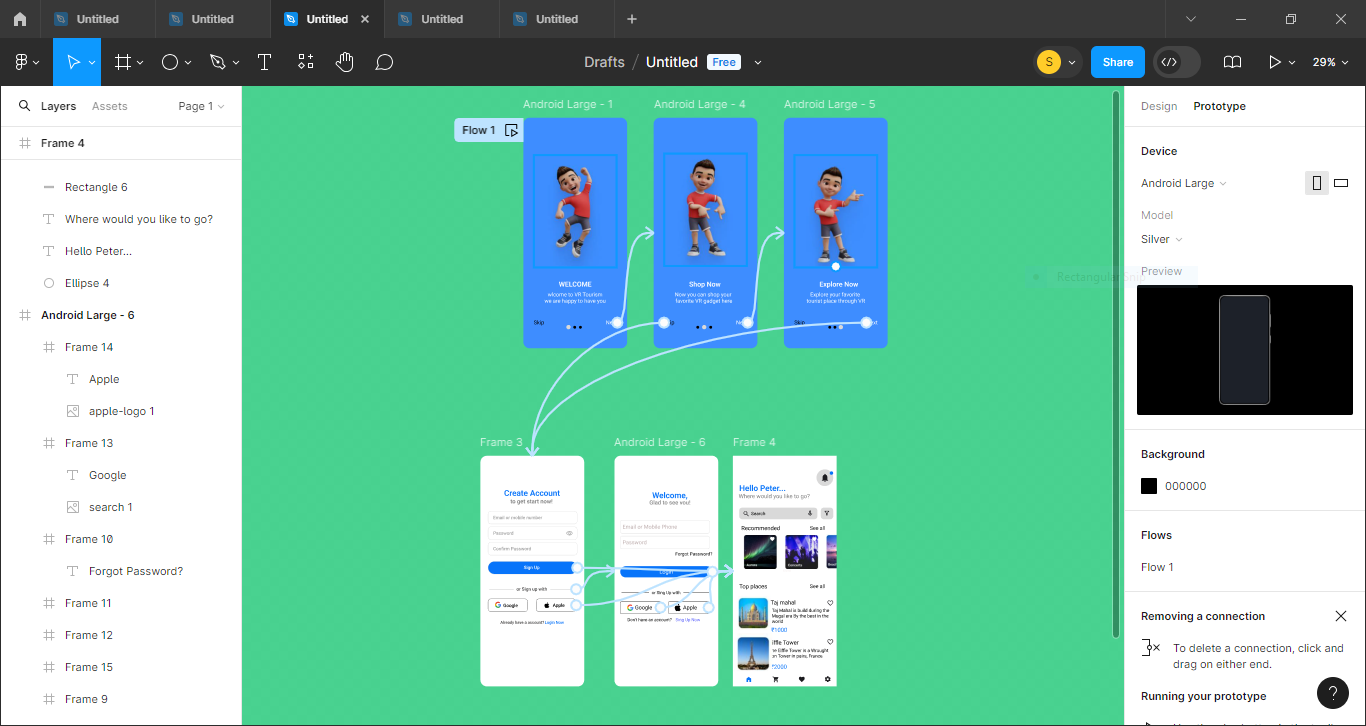 Untitled
Untitled
Untitled
Untitled
Untitled
Drafts / Untitled Free
S
Share
29%
Layers
Assets
Page 1
Frame 4
Rectangle 6
Where would you like to go?
Hello Peter...
Ellipse 4
Android Large - 6
Frame 14
Apple
apple-logo 1
Frame 13
Google
search 1
Frame 10
Forgot Password?
Frame 11
Frame 12
Frame 15
Frame 9
Android Large - 1
Android Large - 4
Android Large - 5
Flow 1
WELCOME
welcome to VR Tourism
we are happy to have you
Skip
Shop Now
Now you can shop your
favorite VR gadget here
Explore Now
Explore your favorite
tourist place through VR
Skip
Frame 3
Create Account
to get start now!
Email or mobile number
Password
Confirm Password
Sign Up
or Sign up with
Google
Apple
Already have a account? Login Now
Android Large - 6
Welcome,
Glad to see you!
Email or Mobile Phone
Password
Forgot Password?
Login
or Sing Up with
Google
Apple
Don't have an account? Sing Up Now
Frame 4
Hello Peter...
Where would you like to go?
Search
Recommended
See all
Aurora
Concerts
Top places
See all
Taj mahal
Taj Mahal is build during the
Megal era By the best in the
world
₹1000
iffle Tower
Eiffle Tower in a Wrought
Tower in paris, France.
₹2000
Design
Prototype
Device
Android Large
Model
Silver
Preview
Rectangular Snip
Background
000000
Flows
Flow 1
Removing a connection
To delete a connection, click and
drag on either end.
Running your prototype
?